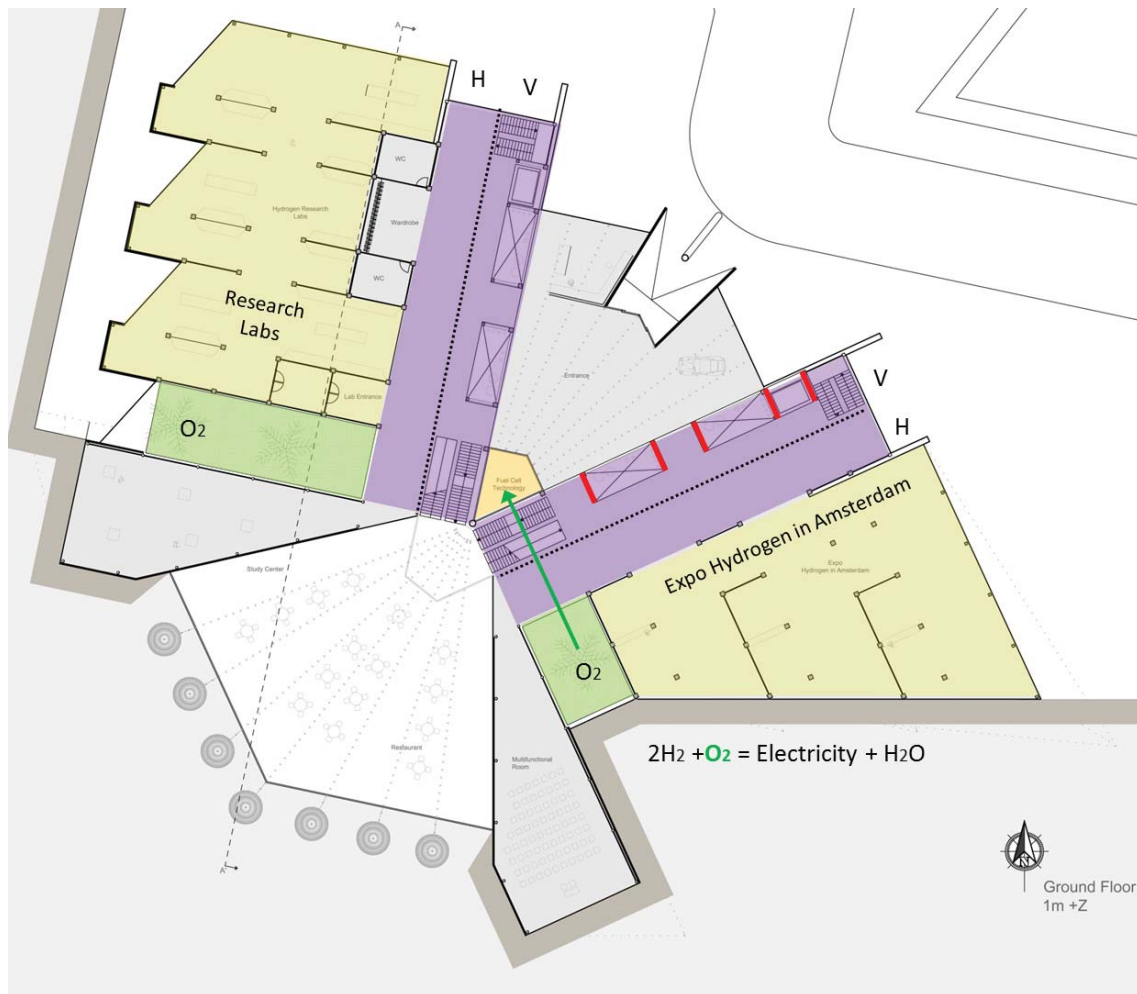 A
H
V
WC
Hydrogen Research
Labs
Wardrobe
WC
Research
Labs
Entrance
Lab Entrance
V
H
O2
Fuel Cell
Technology
Expo Hydrogen in Amsterdam
Expo
Hydrogen in Amsterdam
Study Center
O2
Restaurant
2H2 +O2 = Electricity + H2O
Multifunctional
Room
N
A'
Ground Floor
1m +Z